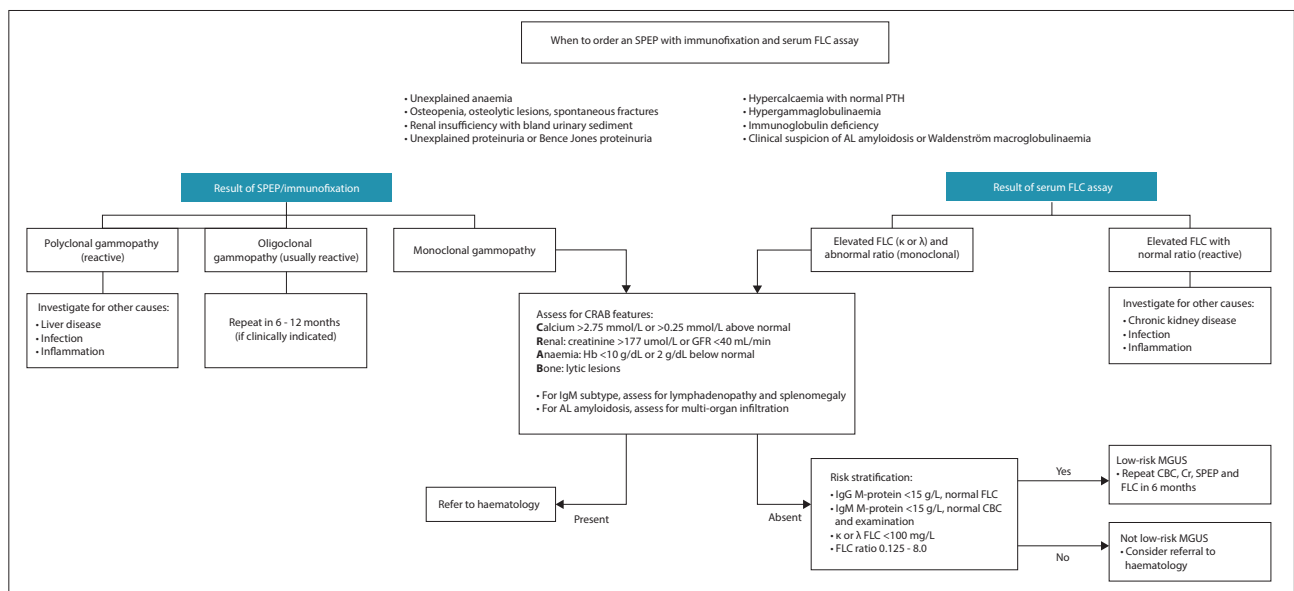 When to order an SPEP with immunofixation and serum FLC assay
• Unexplained anaemia
• Osteopenia, osteolytic lesions, spontaneous fractures
• Renal insufficiency with bland urinary sediment
• Unexplained proteinuria or Bence Jones proteinuria
• Hypercalcaemia with normal PTH
• Hypergammaglobulinaemia
• Immunoglobulin deficiency
• Clinical suspicion of AL amyloidosis or Waldenström macroglobulinaemia
Result of SPEP/immunofixation
Result of serum FLC assay
Polyclonal gammopathy
(reactive)
Oligoclonal
gammopathy (usually reactive)
Monoclonal gammopathy
Elevated FLC (κ or λ) and
abnormal ratio (monoclonal)
Elevated FLC with
normal ratio (reactive)
Investigate for other causes:
• Liver disease
• Infection
• Inflammation
Repeat in 6 - 12 months
(if clinically indicated)
Assess for CRAB features:
Calcium >2.75 mmol/L or >0.25 mmol/L above normal
Renal: creatinine >177 umol/L or GFR <40 mL/min
Anaemia: Hb <10 g/dL or 2 g/dL below normal
Bone: lytic lesions
• For IgM subtype, assess for lymphadenopathy and splenomegaly
• For AL amyloidosis, assess for multi-organ infiltration
Investigate for other causes:
• Chronic kidney disease
• Infection
• Inflammation
Refer to haematology
Present
Absent
Risk stratification:
• IgG M-protein <15 g/L, normal FLC
• IgM M-protein <15 g/L, normal CBC
and examination
• κ or λ FLC <100 mg/L
• FLC ratio 0.125 - 8.0
Yes
No
Low-risk MGUS
• Repeat CBC, Cr, SPEP and
FLC in 6 months
Not low-risk MGUS
• Consider referral to
haematology